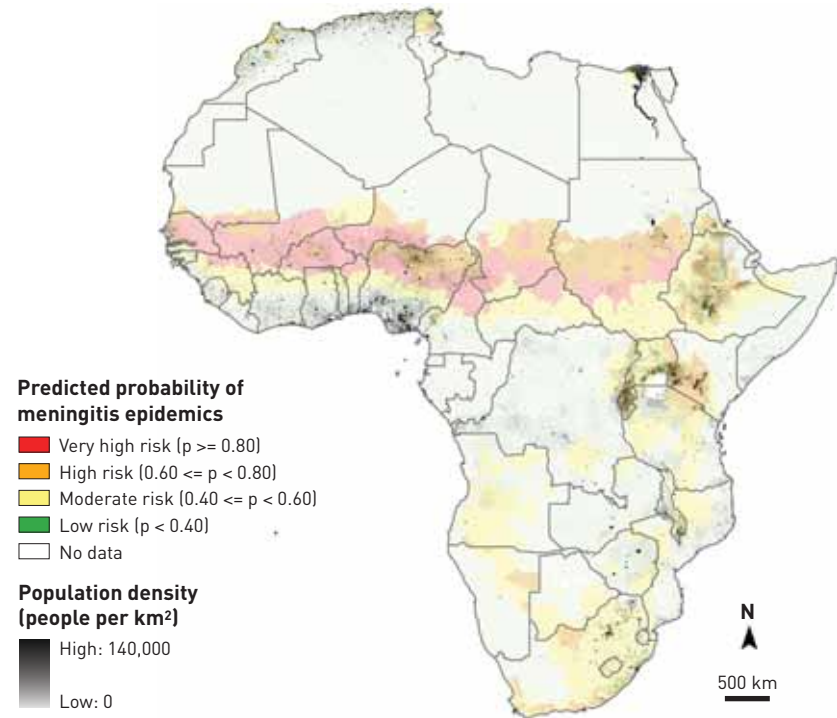 Predicted probability of
meningitis epidemics
Very high risk (p >= 0.80)
High risk (0.60 <= p < 0.80)
Moderate risk (0.40 <= p < 0.60)
Low risk (p < 0.40)
No data
Population density
(people per km²)
High: 140,000
Low: 0
N
500 km